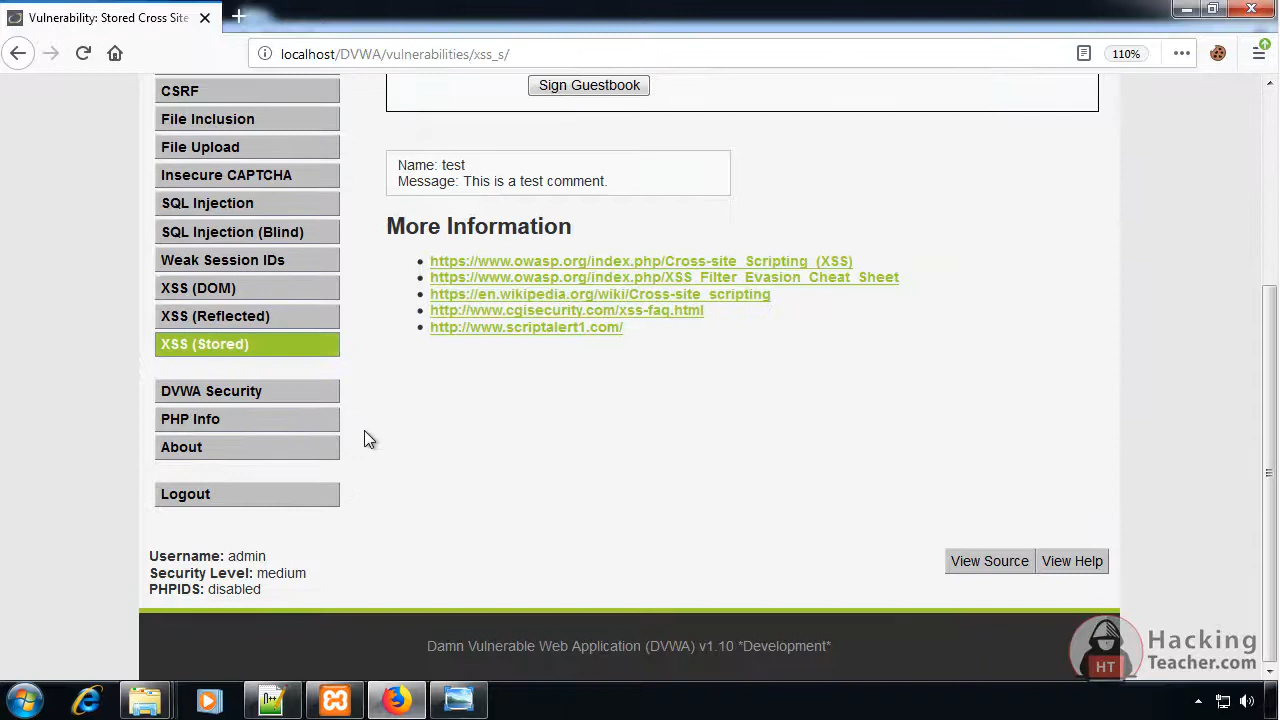 Vulnerability: Stored Cross Site
localhost/DVWA/vulnerabilities/xss_s/
110%
CSRF
File Inclusion
File Upload
Insecure CAPTCHA
SQL Injection
SQL Injection (Blind)
Weak Session IDs
XSS (DOM)
XSS (Reflected)
XSS (Stored)
DVWA Security
PHP Info
About
Logout
Username: admin
Security Level: medium
PHPIDS: disabled
Sign Guestbook
Name: test
Message: This is a test comment.
More Information
https://www.owasp.org/index.php/Cross-site_Scripting_(XSS)
https://www.owasp.org/index.php/XSS_Filter_Evasion_Cheat_Sheet
https://en.wikipedia.org/wiki/Cross-site_scripting
http://www.cgisecurity.com/xss-faq.html
http://www.scriptalert1.com/
View Source
View Help
Damn Vulnerable Web Application (DVWA) v1.10 *Development*
HT
Hacking
Teacher.com